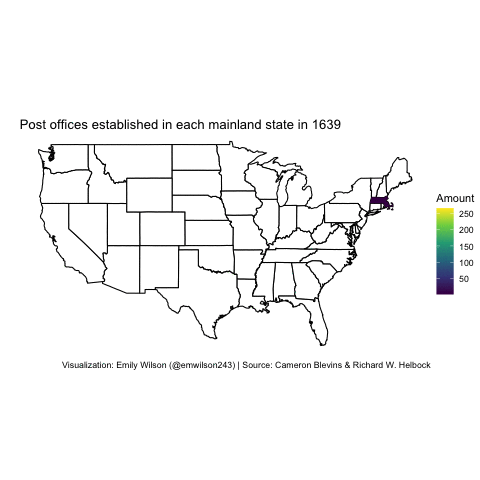 Post offices established in each mainland state in 1639
Amount
250
200
150
100
50
Visualization: Emily Wilson (@emwilson243) | Source: Cameron Blevins & Richard W. Helbock